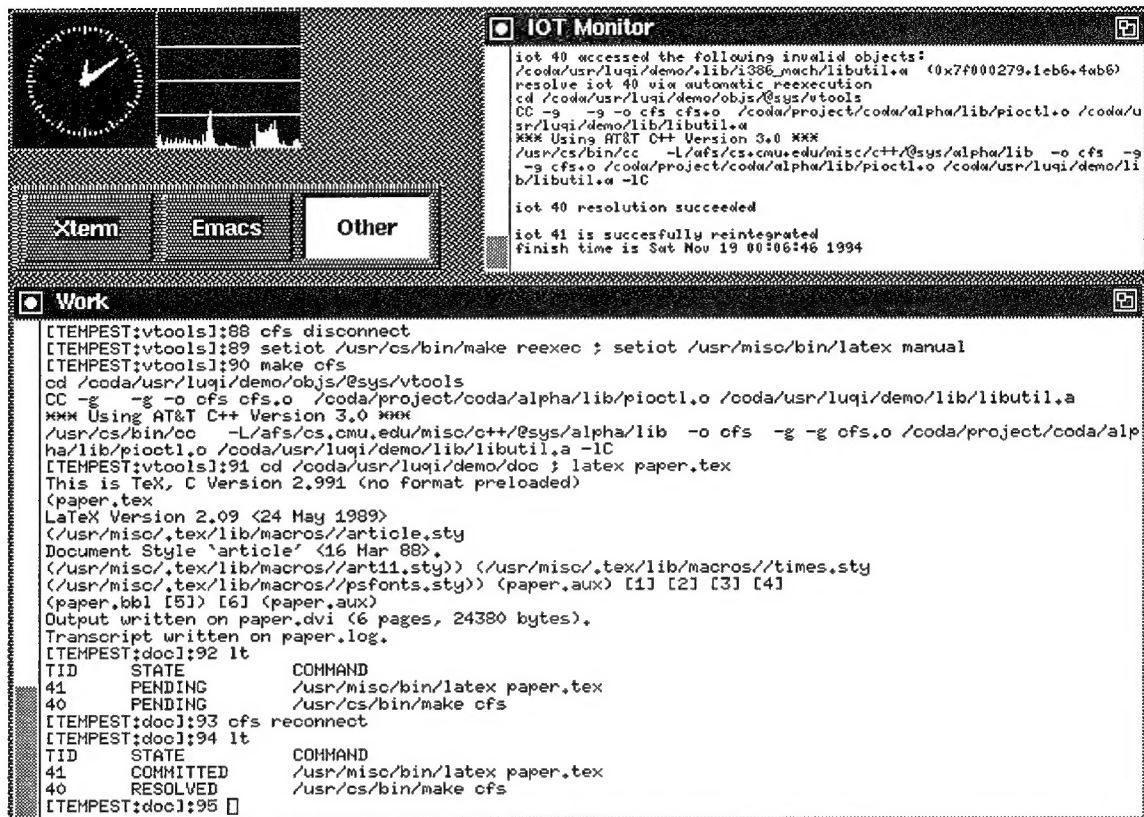 IOT Monitor
iot 40 accessed the following invalid objects:
/coda/usr/luqi/demo/.lib/i386_mach/libutil.a (0x7f000279.1eb6.4ab6)
resolve iot 40 via automatic reexecution
cd /coda/usr/luqi/demo/objs/@sys/vtools
CC -g   -g -o cfs cfs.o  /coda/project/coda/alpha/lib/pioctl.o /coda/u
sr/luqi/demo/lib/libutil.a
*** Using AT&T C++ Version 3.0 ***
/usr/cs/bin/cc   -L/afs/cs.cmu.edu/misc/c++/@sys/alpha/lib  -o cfs  -g
-g cfs.o /coda/project/coda/alpha/lib/pioctl.o /coda/usr/luqi/demo/li
b/libutil.a -lC
iot 40 resolution succeeded
iot 41 is succesfully reintegrated
finish time is Sat Nov 19 00:06:46 1994
Xterm
Emacs
Other
Work
[TEMPEST:vtools]:88 cfs disconnect
[TEMPEST:vtools]:89 setiot /usr/cs/bin/make reexec ; setiot /usr/misc/bin/latex manual
[TEMPEST:vtools]:90 make cfs
cd /coda/usr/luqi/demo/objs/@sys/vtools
CC -g   -g -o cfs cfs.o  /coda/project/coda/alpha/lib/pioctl.o /coda/usr/luqi/demo/lib/libutil.a
*** Using AT&T C++ Version 3.0 ***
/usr/cs/bin/cc   -L/afs/cs.cmu.edu/misc/c++/@sys/alpha/lib  -o cfs  -g -g cfs.o /coda/project/coda/alp
ha/lib/pioctl.o /coda/usr/luqi/demo/lib/libutil.a -lC
[TEMPEST:vtools]:91 cd /coda/usr/luqi/demo/doc ; latex paper.tex
This is TeX, C Version 2.991 (no format preloaded)
(paper.tex
LaTeX Version 2.09 <24 May 1989>
(/usr/misc/.tex/lib/macros//article.sty
Document Style `article' <16 Mar 88>.
(/usr/misc/.tex/lib/macros//art11.sty)) (/usr/misc/.tex/lib/macros//times.sty
(/usr/misc/.tex/lib/macros//psfonts.sty)) (paper.aux) [1] [2] [3] [4]
(paper.bbl [5]) [6] (paper.aux)
Output written on paper.dvi (6 pages, 24380 bytes).
Transcript written on paper.log.
[TEMPEST:doc]:92 lt
TID     STATE           COMMAND
41      PENDING         /usr/misc/bin/latex paper.tex
40      PENDING         /usr/cs/bin/make cfs
[TEMPEST:doc]:93 cfs reconnect
[TEMPEST:doc]:94 lt
TID     STATE           COMMAND
41      COMMITTED       /usr/misc/bin/latex paper.tex
40      RESOLVED        /usr/cs/bin/make cfs
[TEMPEST:doc]:95